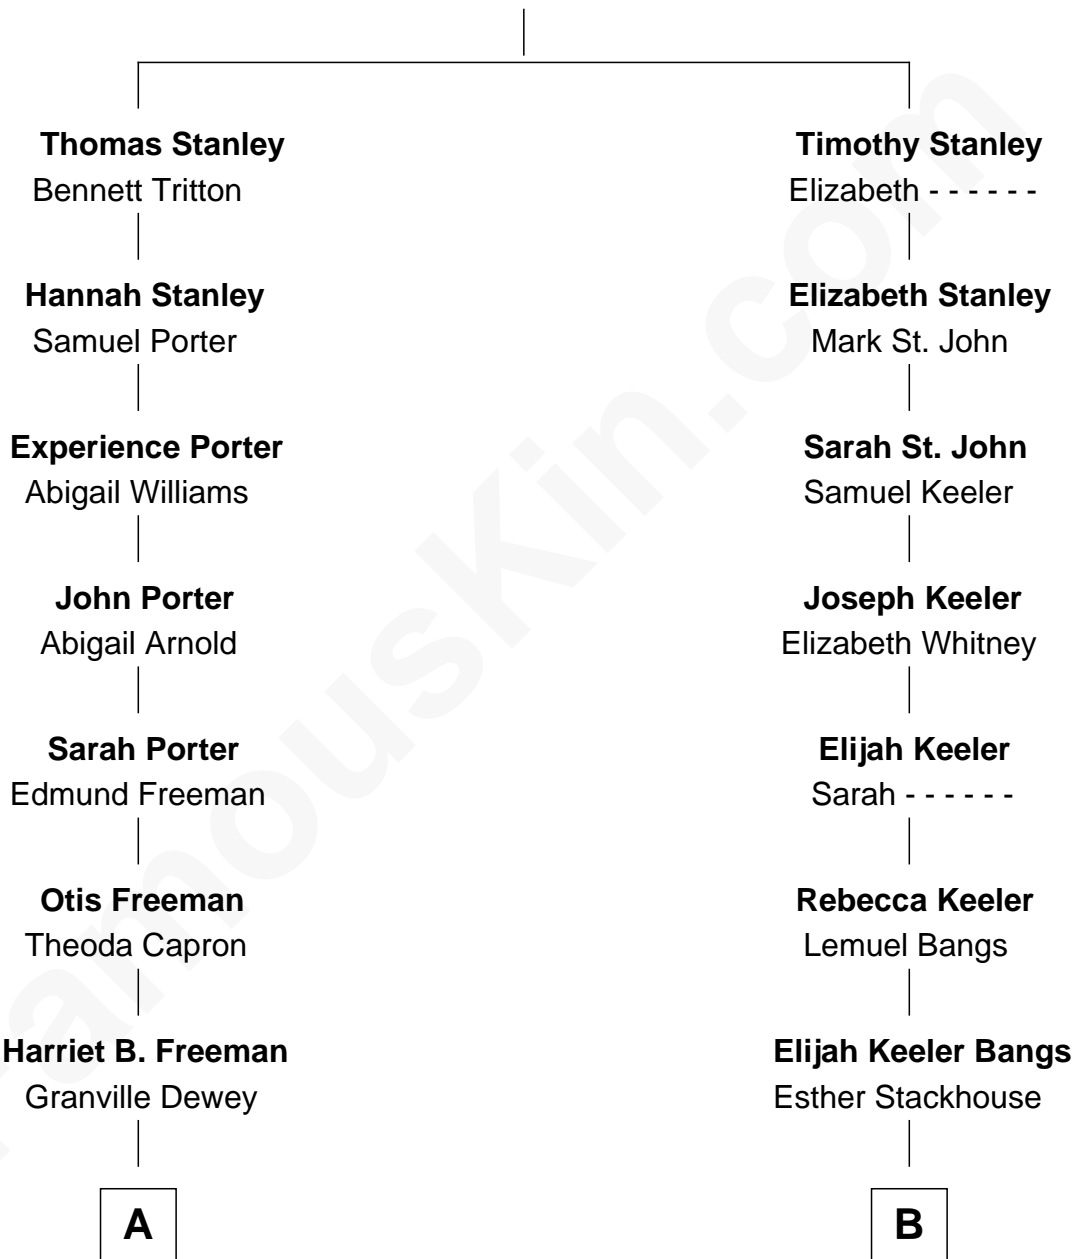 Thomas Stanley
Bennett Tritton
Hannah Stanley
Samuel Porter
Experience Porter
Abigail Williams
John Porter
Abigail Arnold
Sarah Porter
Edmund Freeman
Otis Freeman
Theoda Capron
Harriet B. Freeman
Granville Dewey
A
Timothy Stanley
Elizabeth - - - - - -
Elizabeth Stanley
Mark St. John
Sarah St. John
Samuel Keeler
Joseph Keeler
Elizabeth Whitney
Elijah Keeler
Sarah - - - - - -
Rebecca Keeler
Lemuel Bangs
Elijah Keeler Bangs
Esther Stackhouse
B
FamousKin.com